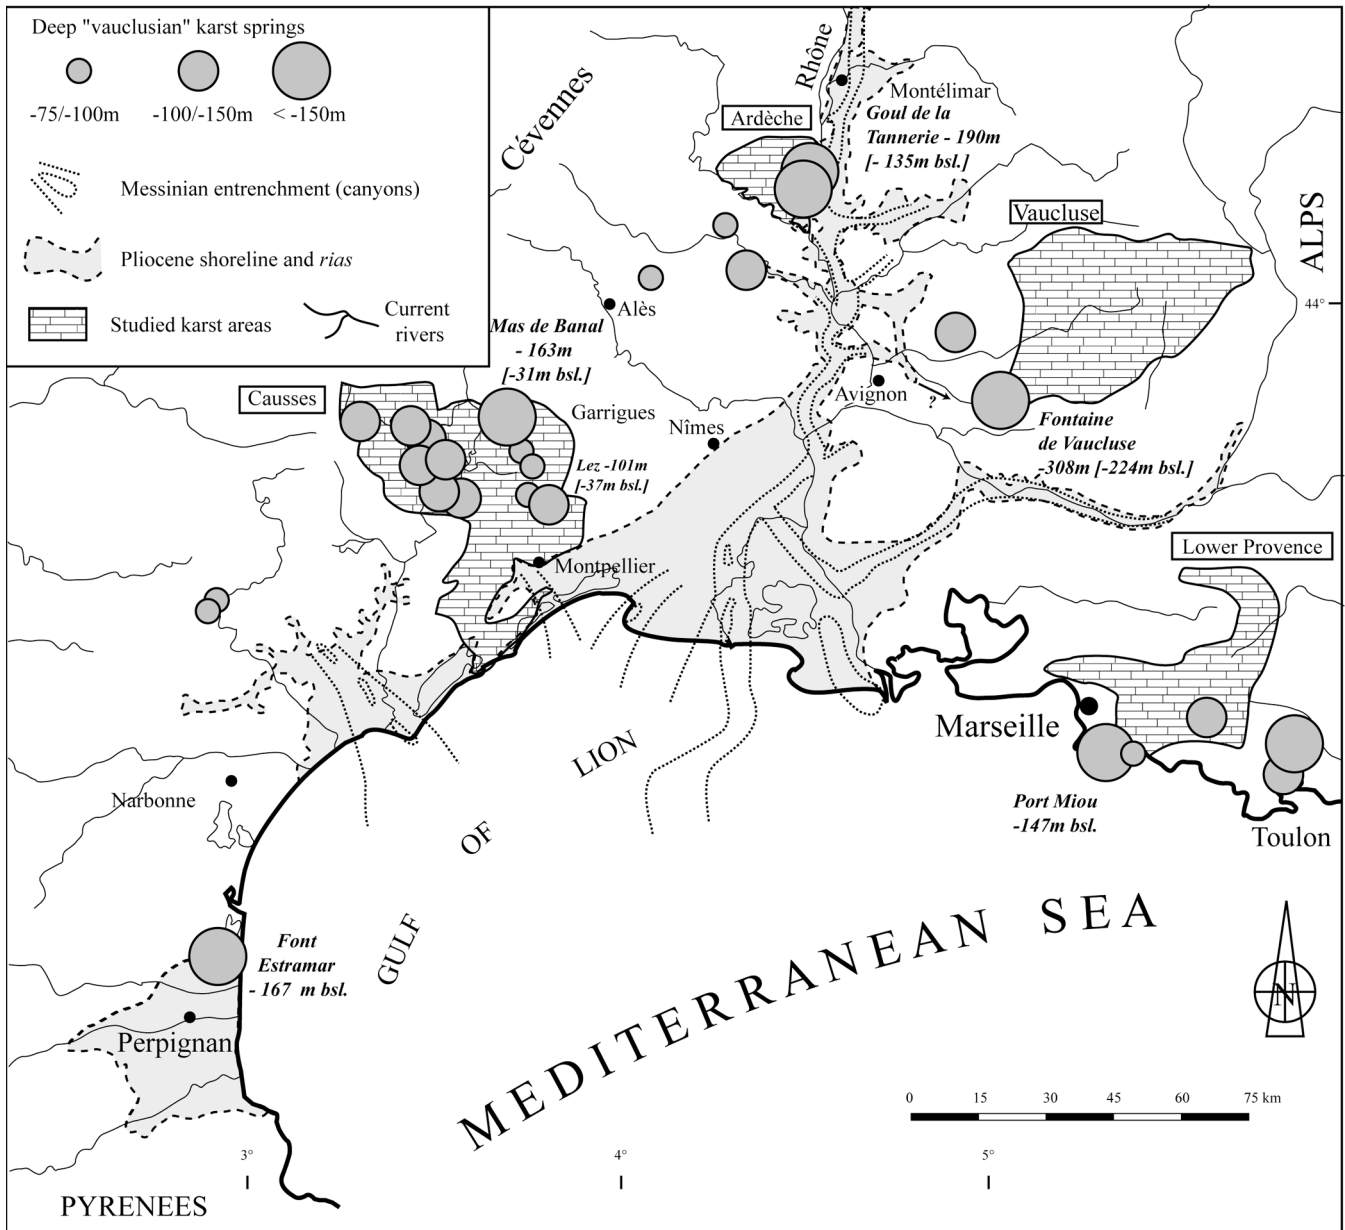 Deep "vauclusian" karst springs
-75/-100m
-100/-150m
< -150m
Messinian entrenchment (canyons)
Pliocene shoreline and rias
Studied karst areas
Current
rivers
Cévennes
Rhône
Montélimar
Ardèche
Goul de la
Tannerie - 190m
[- 135m bsl.]
Vaucluse
ALPS
44°
Alès
Mas de Banal
- 163m
[-31m bsl.]
Causses
Garrigues
Avignon
?
Nîmes
Fontaine
de Vaucluse
-308m [-224m bsl.]
Lez -101m
[-37m bsl.]
Lower Provence
Montpellier
Marseille
Narbonne
Port Miou
-147m bsl.
Toulon
GULF
OF
LION
MEDITERRANEAN SEA
Font
Estramar
- 167 m bsl.
N
Perpignan
0
15
30
45
60
75 km
3°
4°
5°
PYRENEES